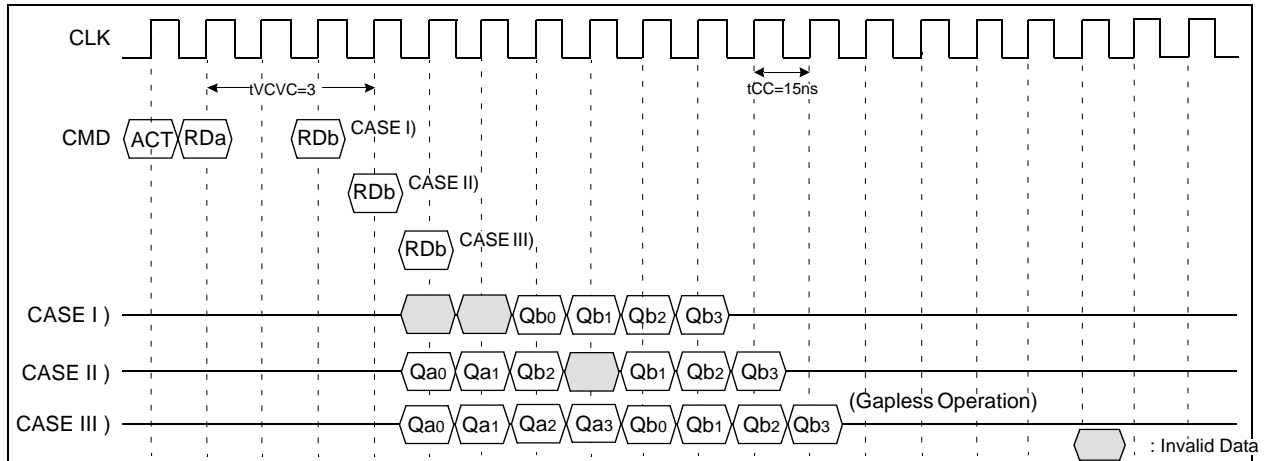 CLK
tVCVC=3
tCC=15ns
CMD ACT RDa RDb CASE I)
RDb CASE II)
RDb CASE III)
CASE I ) Qb0 Qb1 Qb2 Qb3
CASE II ) Qa0 Qa1 Qb2 Qb1 Qb2 Qb3
CASE III ) Qa0 Qa1 Qa2 Qa3 Qb0 Qb1 Qb2 Qb3 (Gapless Operation)
: Invalid Data